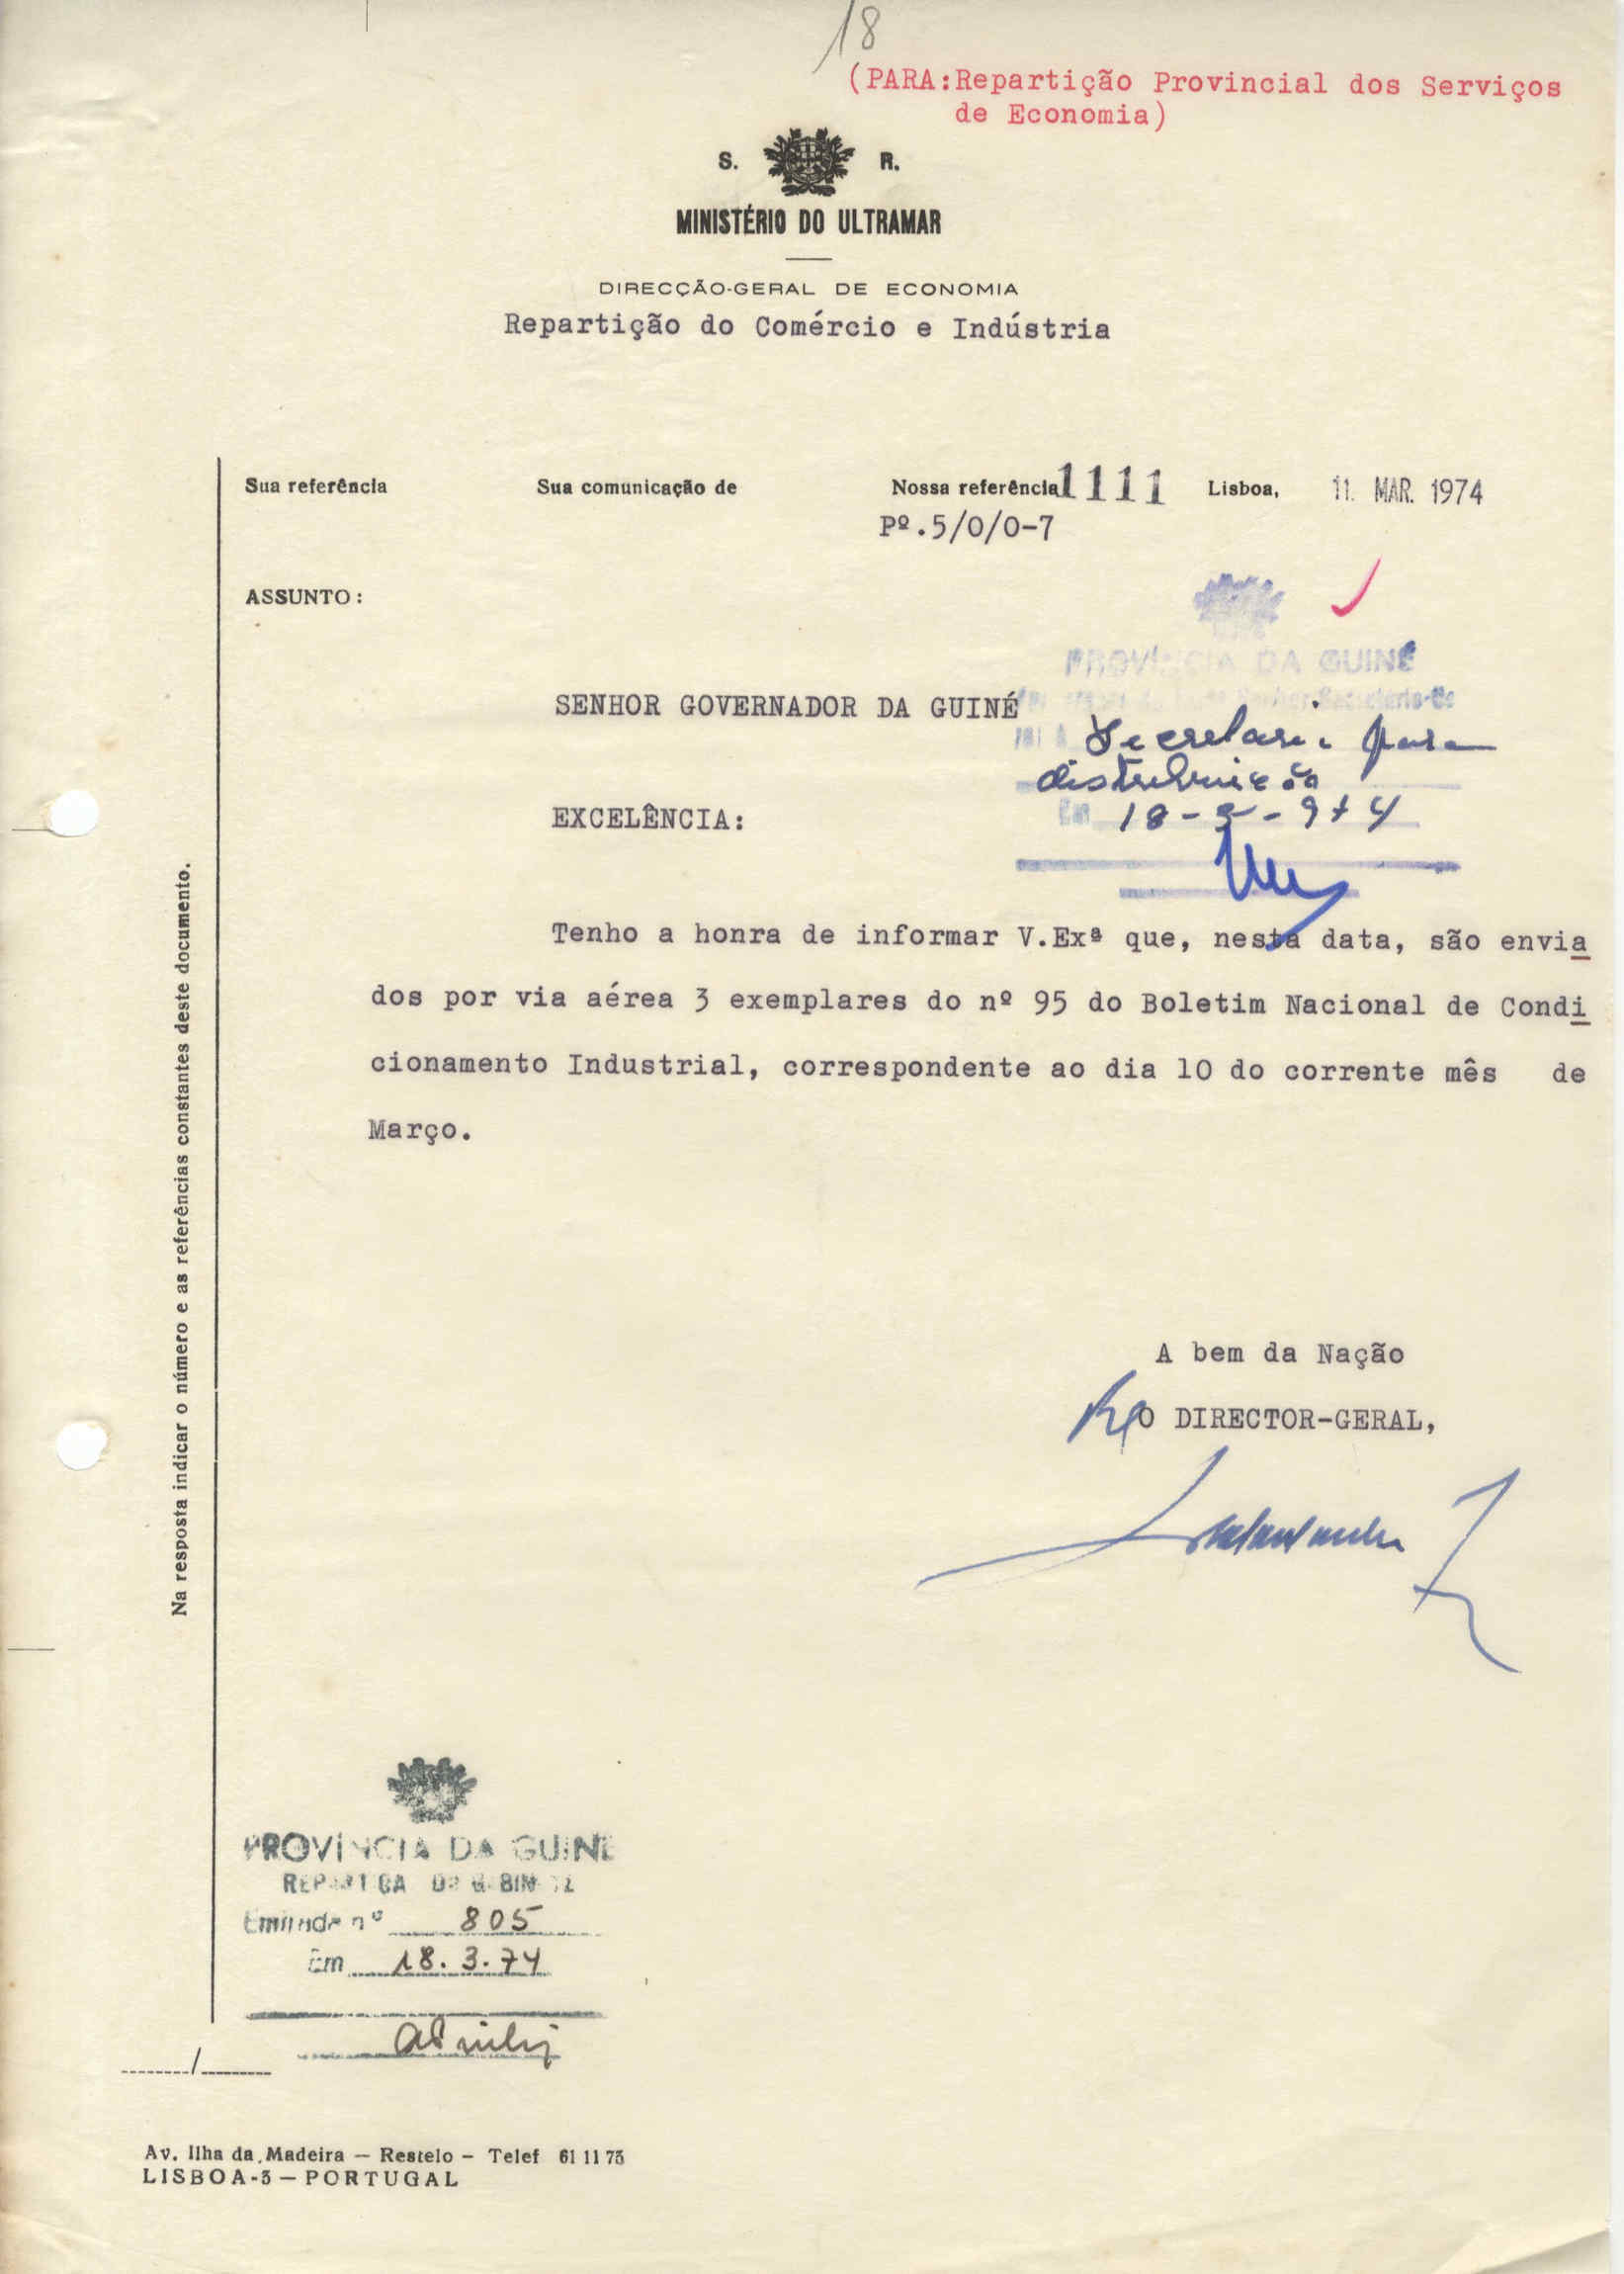 18
(PARA:Repartição Provincial dos Serviços
de Economia)
S. R.
MINISTÉRIO DO ULTRAMAR
DIRECÇÃO-GERAL DE ECONOMIA
Repartição do Comércio e Indústria
Sua referência Sua comunicação de Nossa referência 1111 Lisboa, 11. MAR. 1974
Pº.5/0/0-7
ASSUNTO:
PROVÍNCIA DA GUINÉ
SENHOR GOVERNADOR DA GUINÉ
Secretaria para
distribuição
EXCELÊNCIA:
Em 18-3-974
Tenho a honra de informar V.Exª que, nesta data, são envia
dos por via aérea 3 exemplares do nº 95 do Boletim Nacional de Condi
cionamento Industrial, correspondente ao dia 10 do corrente mês de
Março.
A bem da Nação
O DIRECTOR-GERAL,
Na resposta indicar o número e as referências constantes deste documento.
PROVÍNCIA DA GUINÉ
Entrada nº 805
Em 18.3.74
Av. Ilha da Madeira — Restelo — Telef 61 11 73
LISBOA-3 — PORTUGAL